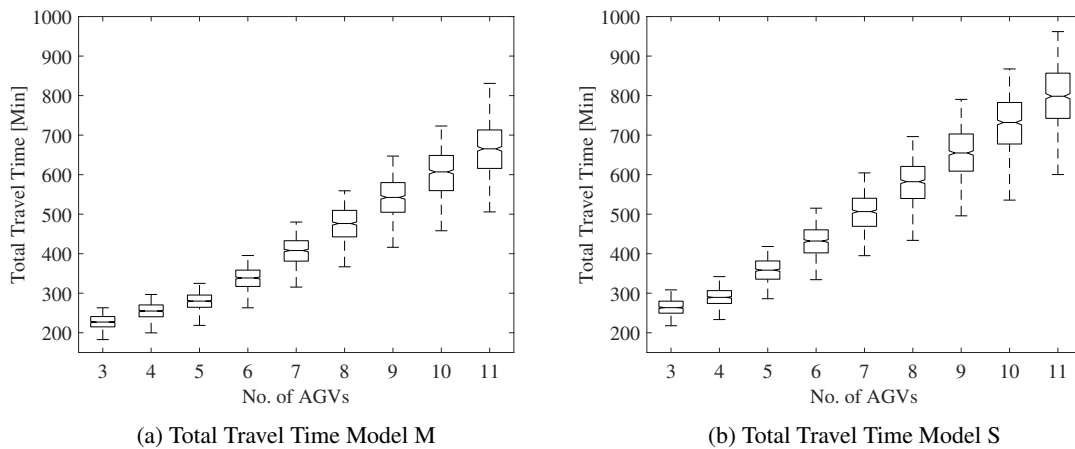 1000
900
800
700
600
500
400
300
200
Total Travel Time [Min]
3 4 5 6 7 8 9 10 11
No. of AGVs
(a) Total Travel Time Model M
1000
900
800
700
600
500
400
300
200
Total Travel Time [Min]
3 4 5 6 7 8 9 10 11
No. of AGVs
(b) Total Travel Time Model S